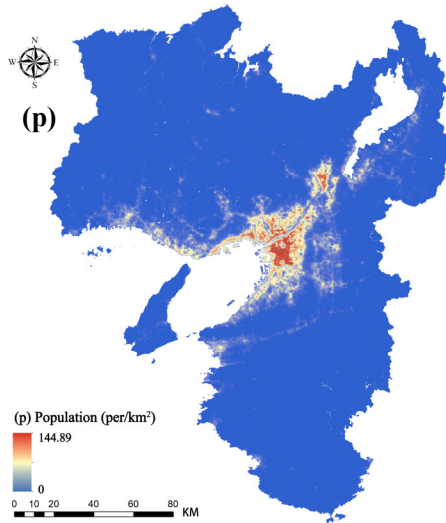 N
W E
S
(p)
(p) Population (per/km²)
144.89
0
0 10 20 40 60 80 KM